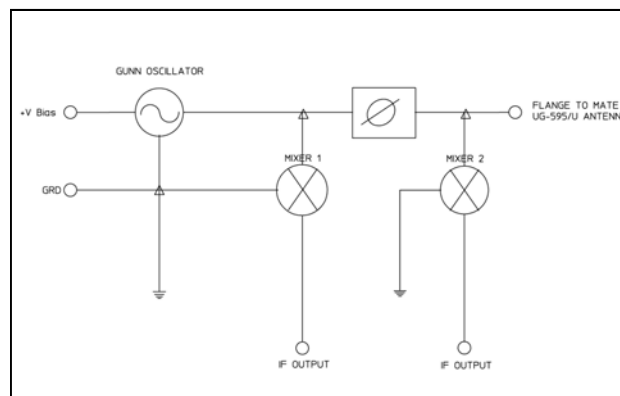 GUNN OSCILLATOR
+V Bias
FLANGE TO MATE
UG-595/U ANTENN
MIXER 1
MIXER 2
GRD
IF OUTPUT
IF OUTPUT